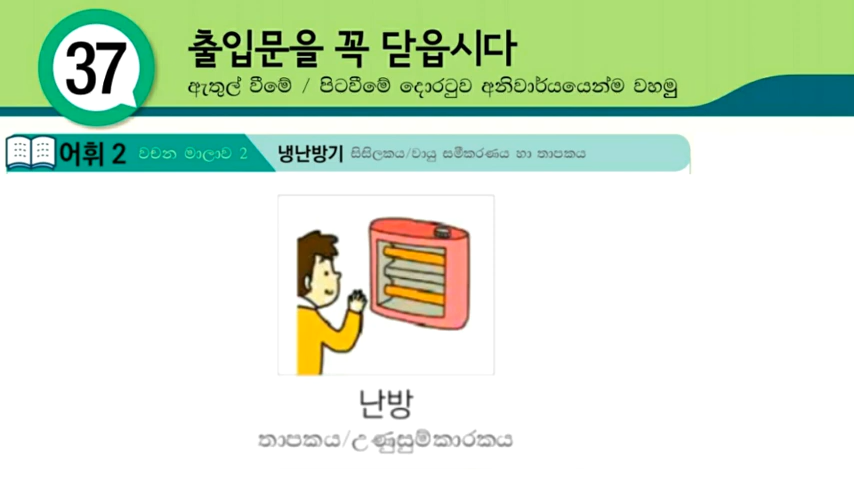 37
출입문을 꼭 닫읍시다
ඇතුල් වීමේ / පිටවීමේ දොරටුව අනිවාර්යයෙන්ම වහමු
어휘 2 වචන මාලාව 2 냉난방기 සිසිලකය/වායු සමීකරණය හා තාපකය
난방
තාපකය/උණුසුම්කාරකය